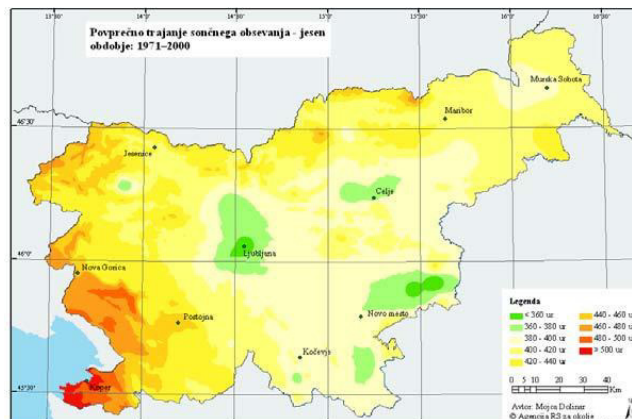 13°30'
14°0'
14°30'
15°0'
15°30'
16°0'
16°30'
Povprečno trajanje sončnega obsevanja - jesen
obdobje: 1971–2000
Murska Sobota
Maribor
46°30'
Jesenice
Celje
Ljubljana
46°0'
Nova Gorica
Postojna
Novo mesto
Kočevje
Koper
45°30'
Legenda
< 360 ur
360 - 380 ur
380 - 400 ur
400 - 420 ur
420 - 440 ur
440 - 460 ur
460 - 480 ur
480 - 500 ur
> 500 ur
0 5 10 20 30 40
Km
Avtor: Mojca Dolinar
© Agencija RS za okolje